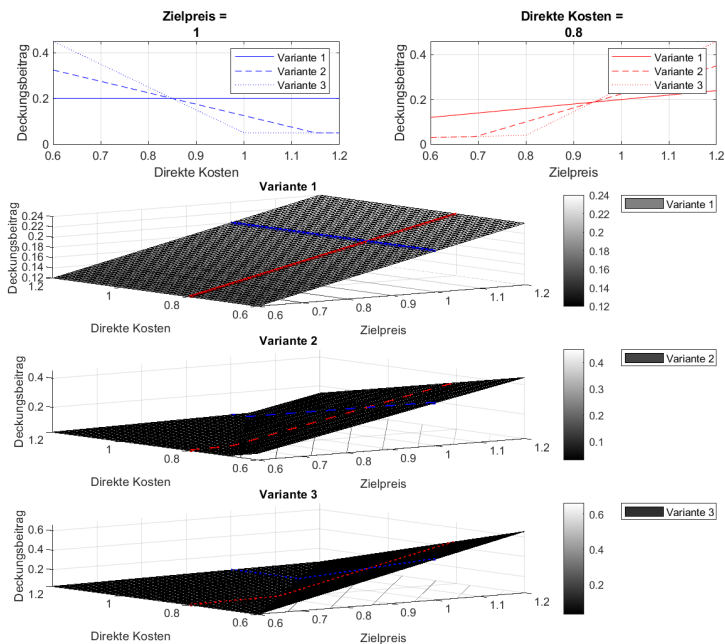 Zielpreis =
1
Deckungsbeitrag
0.4
0.2
0
0.6 0.7 0.8 0.9 1 1.1 1.2
Direkte Kosten
Variante 1
Variante 2
Variante 3
Direkte Kosten =
0.8
Deckungsbeitrag
0.4
0.2
0
0.6 0.7 0.8 0.9 1 1.1 1.2
Zielpreis
Variante 1
Variante 2
Variante 3
Variante 1
Deckungsbeitrag
0.24
0.22
0.2
0.18
0.16
0.14
0.12
1.2 1 0.8 0.6
Direkte Kosten
0.6 0.7 0.8 0.9 1 1.1 1.2
Zielpreis
0.24
0.22
0.2
0.18
0.16
0.14
0.12
Variante 1
Variante 2
Deckungsbeitrag
0.4
0.2
1.2 1 0.8 0.6
Direkte Kosten
0.6 0.7 0.8 0.9 1 1.1 1.2
Zielpreis
0.4
0.3
0.2
0.1
Variante 2
Variante 3
Deckungsbeitrag
0.6
0.4
0.2
1.2 1 0.8 0.6
Direkte Kosten
0.6 0.7 0.8 0.9 1 1.1 1.2
Zielpreis
0.6
0.4
0.2
Variante 3